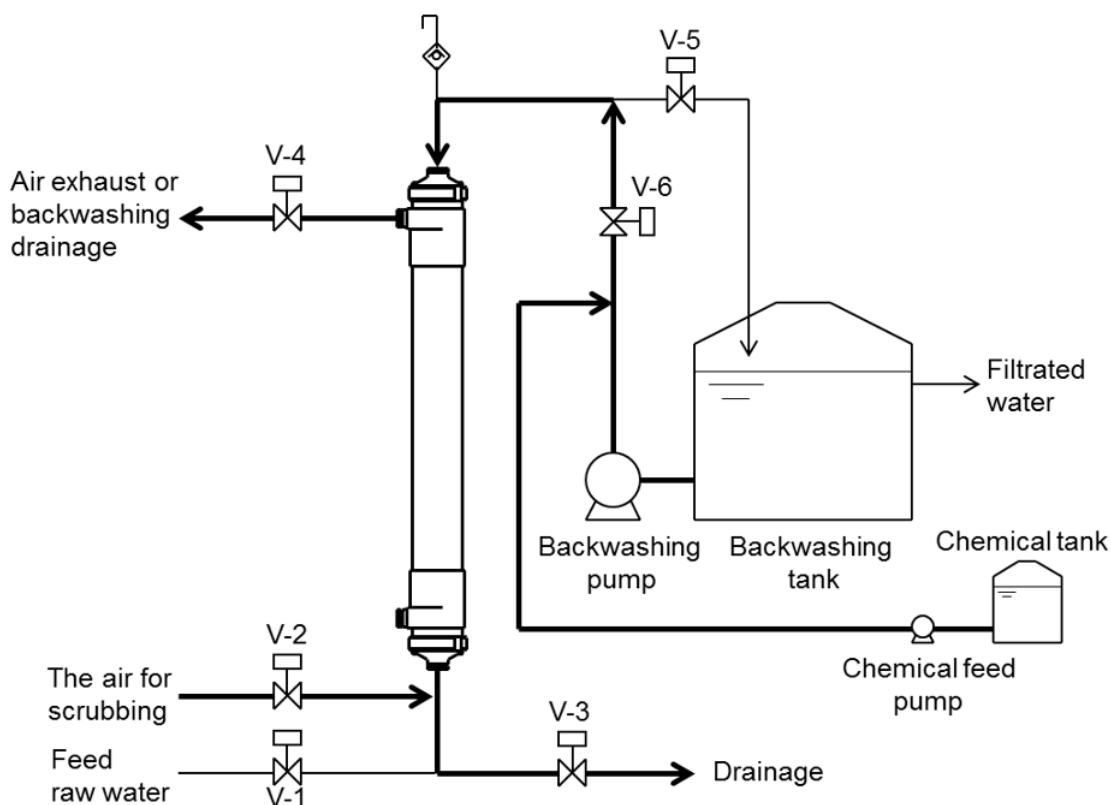 V-5
V-4
Air exhaust or
backwashing
drainage
V-6
Filtrated
water
Backwashing
pump
Backwashing
tank
Chemical tank
Chemical feed
pump
V-2
The air for
scrubbing
V-3
Drainage
Feed
raw water
V-1